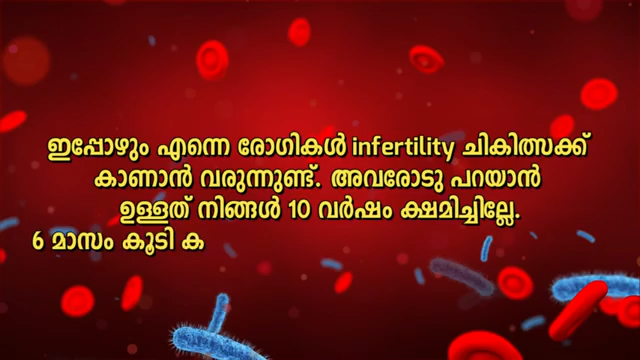 ഇപ്പോഴും എന്നെ രോഗികൾ infertility ചികിത്സക്ക്
കാണാൻ വരുന്നുണ്ട്. അവരോടു പറയാൻ
ഉള്ളത് നിങ്ങൾ 10 വർഷം ക്ഷമിച്ചില്ലേ.
6 മാസം കൂടി ക